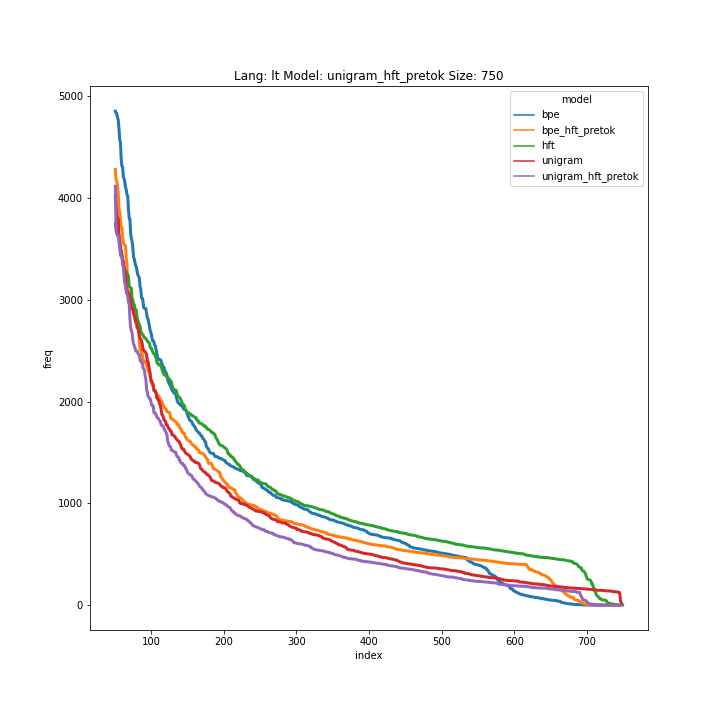 Lang: lt Model: unigram_hft_pretok Size: 750
model
bpe
bpe_hft_pretok
hft
unigram
unigram_hft_pretok
5000
4000
3000
2000
1000
0
freq
100 200 300 400 500 600 700
index